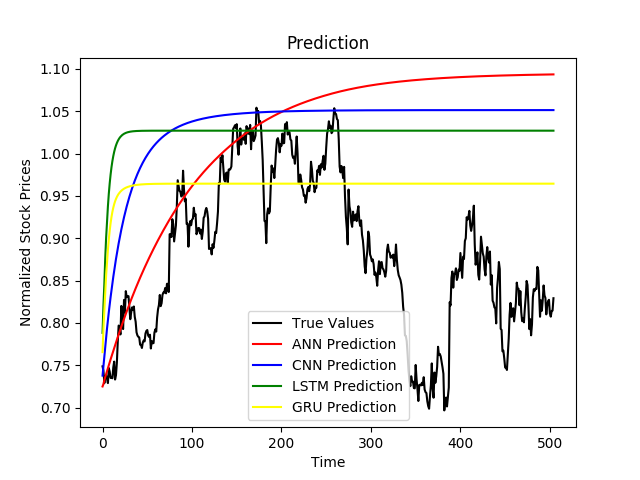 Prediction
Normalized Stock Prices
1.10
1.05
1.00
0.95
0.90
0.85
0.80
0.75
0.70
True Values
ANN Prediction
CNN Prediction
LSTM Prediction
GRU Prediction
0 100 200 300 400 500
Time